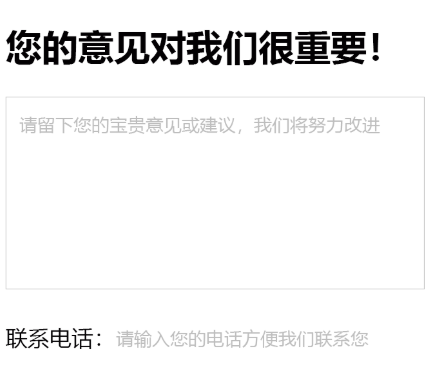 您的意见对我们很重要！
请留下您的宝贵意见或建议，我们将努力改进
联系电话：请输入您的电话方便我们联系您